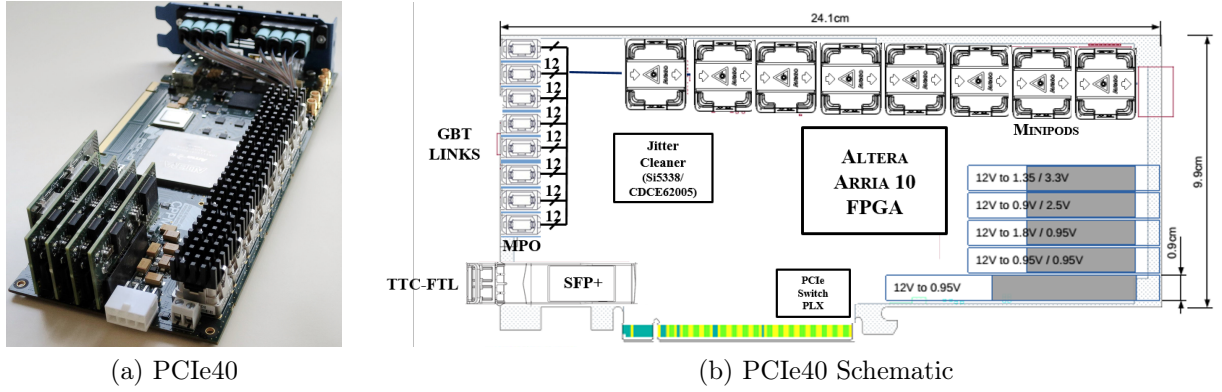 24.1cm
12
12
12
12
12
12
12
GBT
LINKS
MPO
Jitter
Cleaner
(Si5338/
CDCE62005)
ALTERA
ARRIA 10
FPGA
MINIPODS
12V to 1.35 / 3.3V
12V to 0.9V / 2.5V
12V to 1.8V / 0.95V
12V to 0.95V / 0.95V
12V to 0.95V
9.9cm
0.9cm
TTC-FTL
SFP+
PCIe
Switch
PLX
(a) PCIe40
(b) PCIe40 Schematic